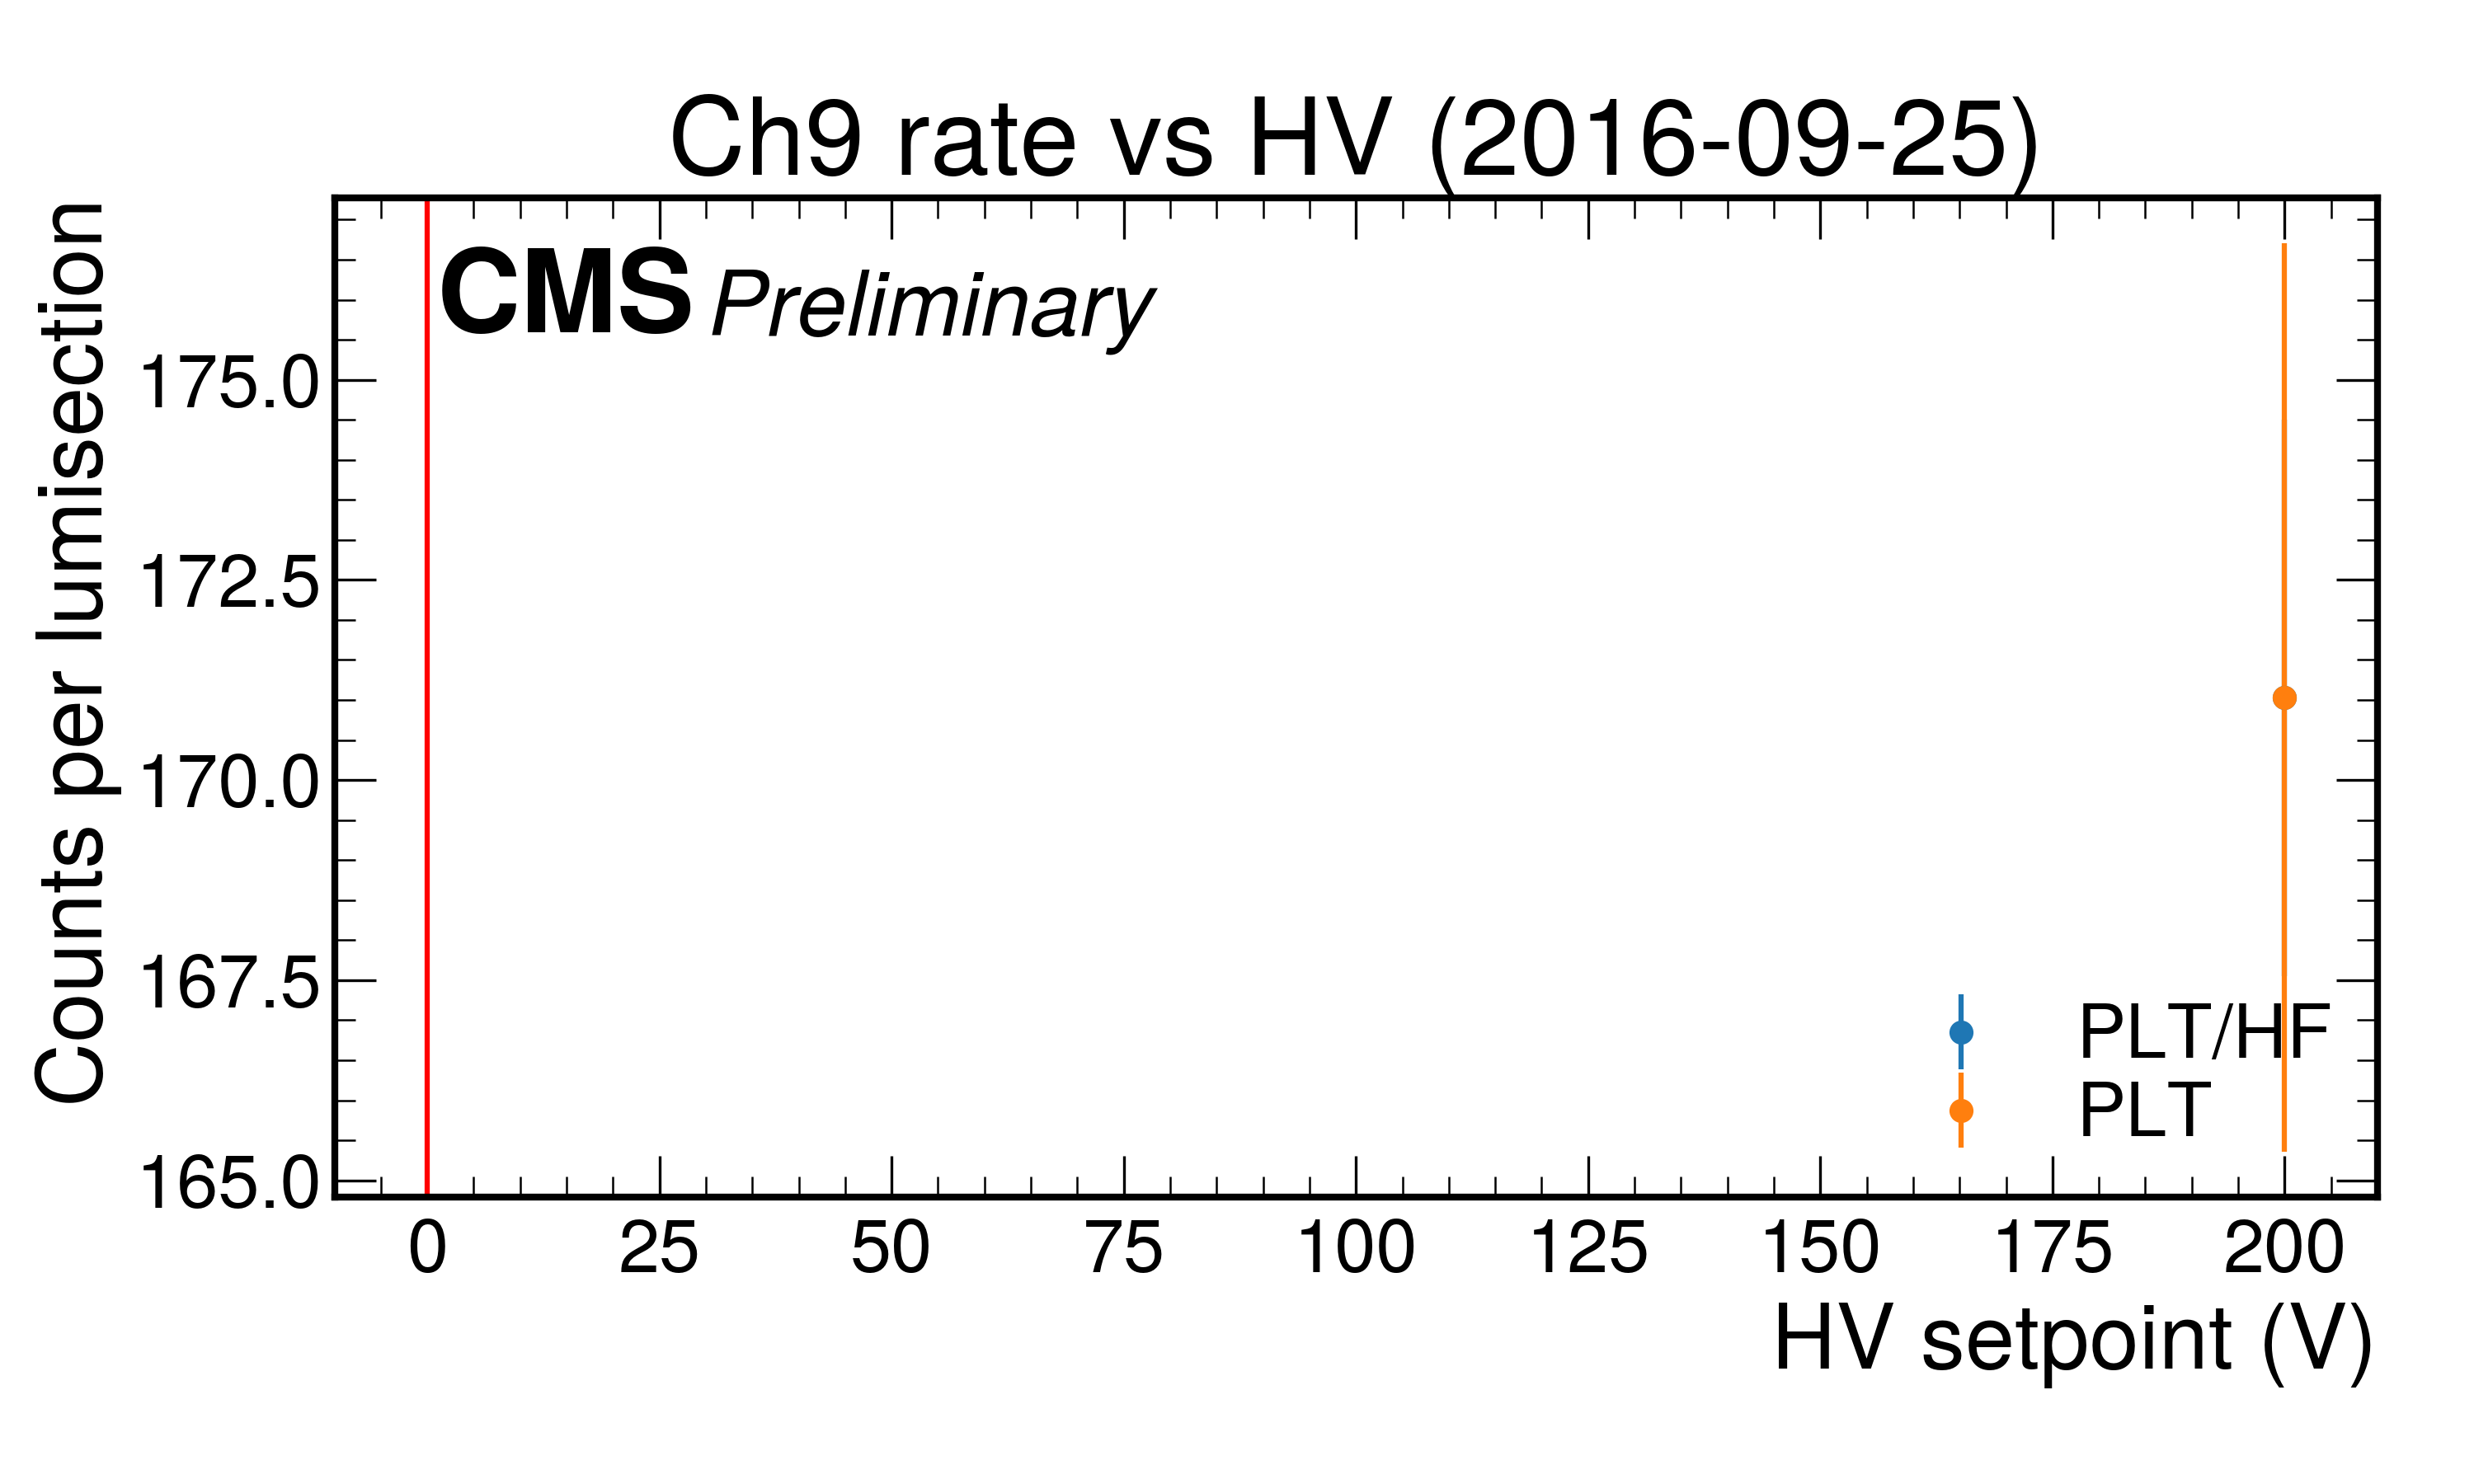 Ch9 rate vs HV (2016-09-25)
CMS Preliminary
Counts per lumisection
175.0
172.5
170.0
167.5
165.0
PLT/HF
PLT
0 25 50 75 100 125 150 175 200
HV setpoint (V)